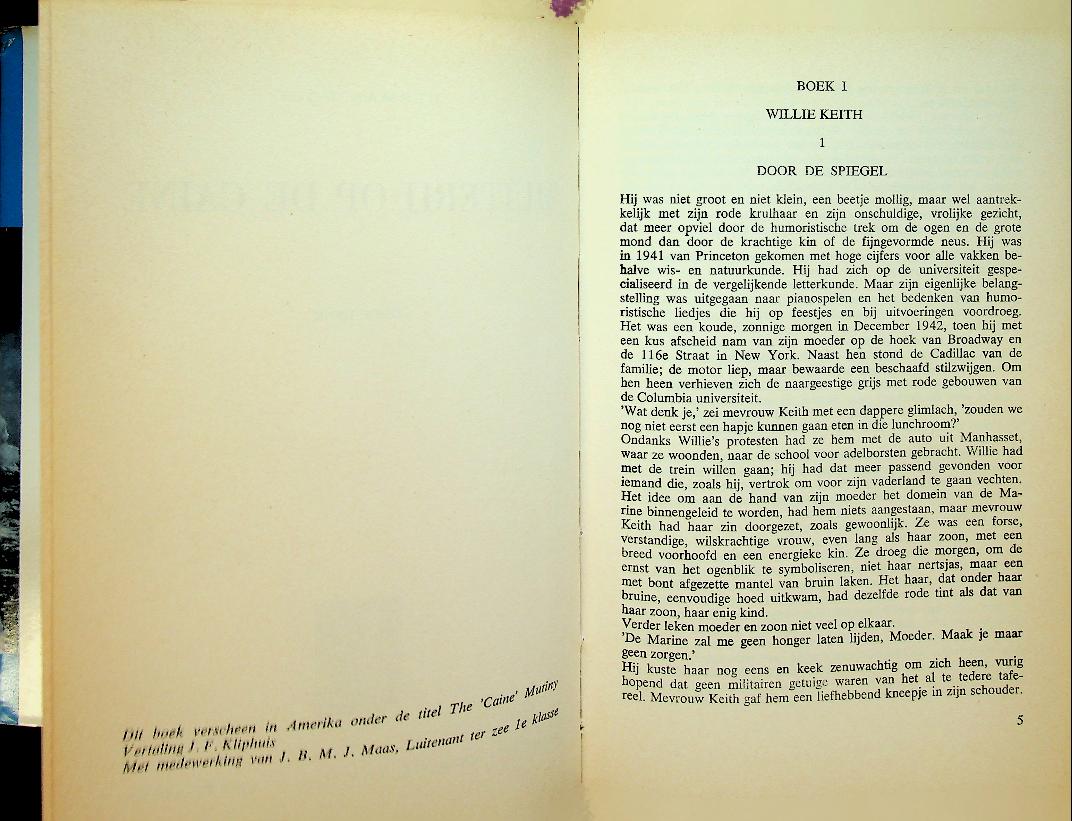 Dit boek verscheen in Amerika onder de titel The 'Caine' Mutiny
Vertaling J. F. Kliphuis
Met medewerking van J. B. M. J. Maas, Luitenant ter zee 1e klasse
BOEK 1
WILLIE KEITH
1
DOOR DE SPIEGEL
Hij was niet groot en niet klein, een beetje mollig, maar wel aantrek-
kelijk met zijn rode krulhaar en zijn onschuldige, vrolijke gezicht,
dat meer opviel door de humoristische trek om de ogen en de grote
mond dan door de krachtige kin of de fijngevormde neus. Hij was
in 1941 van Princeton gekomen met hoge cijfers voor alle vakken be-
halve wis- en natuurkunde. Hij had zich op de universiteit gespe-
cialiseerd in de vergelijkende letterkunde. Maar zijn eigenlijke belang-
stelling was uitgegaan naar pianospelen en het bedenken van humo-
ristische liedjes die hij op feestjes en bij uitvoeringen voordroeg.
Het was een koude, zonnige morgen in December 1942, toen hij met
een kus afscheid nam van zijn moeder op de hoek van Broadway en
de 116e Straat in New York. Naast hen stond de Cadillac van de
familie; de motor liep, maar bewaarde een beschaafd stilzwijgen. Om
hen heen verhieven zich de naargeestige grijs met rode gebouwen van
de Columbia universiteit.
'Wat denk je,' zei mevrouw Keith met een dappere glimlach, 'zouden we
nog niet eerst een hapje kunnen gaan eten in die lunchroom?'
Ondanks Willie's protesten had ze hem met de auto uit Manhasset,
waar ze woonden, naar de school voor adelborsten gebracht. Willie had
met de trein willen gaan; hij had dat meer passend gevonden voor
iemand die, zoals hij, vertrok om voor zijn vaderland te gaan vechten.
Het idee om aan de hand van zijn moeder het domein van de Ma-
rine binnengeleid te worden, had hem niets aangestaan, maar mevrouw
Keith had haar zin doorgezet, zoals gewoonlijk. Ze was een forse,
verstandige, wilskrachtige vrouw, even lang als haar zoon, met een
breed voorhoofd en een energieke kin. Ze droeg die morgen, om de
ernst van het ogenblik te symboliseren, niet haar nertsjas, maar een
met bont afgezette mantel van bruin laken. Het haar, dat onder haar
bruine, eenvoudige hoed uitkwam, had dezelfde rode tint als dat van
haar zoon, haar enig kind.
Verder leken moeder en zoon niet veel op elkaar.
'De Marine zal me geen honger laten lijden, Moeder. Maak je maar
geen zorgen.'
Hij kuste haar nog eens en keek zenuwachtig om zich heen, vurig
hopend dat geen militairen getuige waren van het al te tedere tafe-
reel. Mevrouw Keith gaf hem een liefhebbend kneepje in zijn schouder.
5